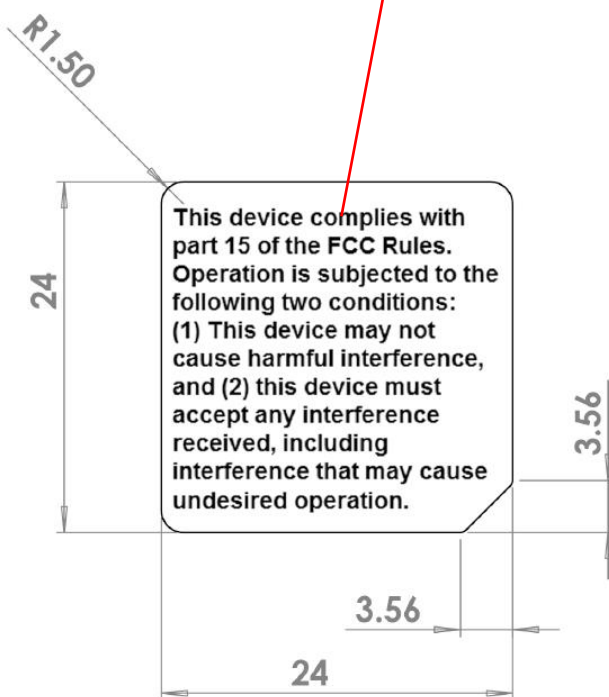 R1.50
24
This device complies with
part 15 of the FCC Rules.
Operation is subjected to the
following two conditions:
(1) This device may not
cause harmful interference,
and (2) this device must
accept any interference
received, including
interference that may cause
undesired operation.
3.56
3.56
24